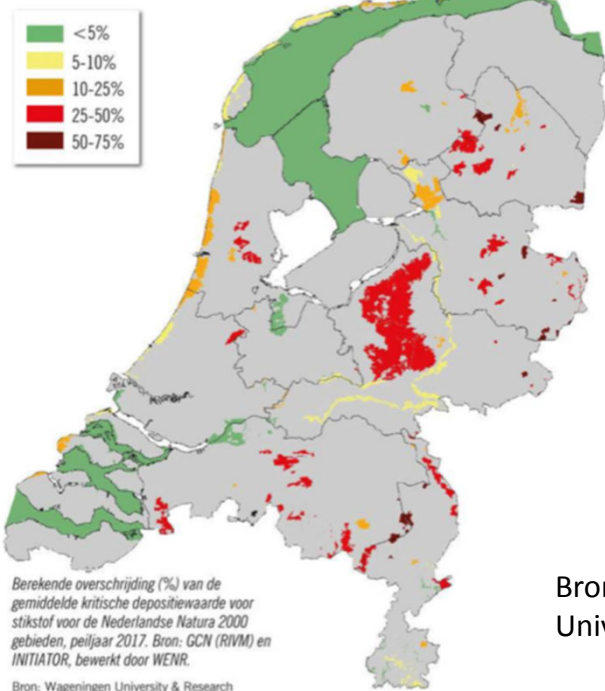 <5%
5-10%
10-25%
25-50%
50-75%
Berekende overschrijding (%) van de
gemiddelde kritische depositiewaarde voor
stikstof voor de Nederlandse Natura 2000
gebieden, peiljaar 2017. Bron: GCN (RIVM) en
INITIATOR, bewerkt door WENR.
Bron: Wageningen University & Research
Bron
Univ